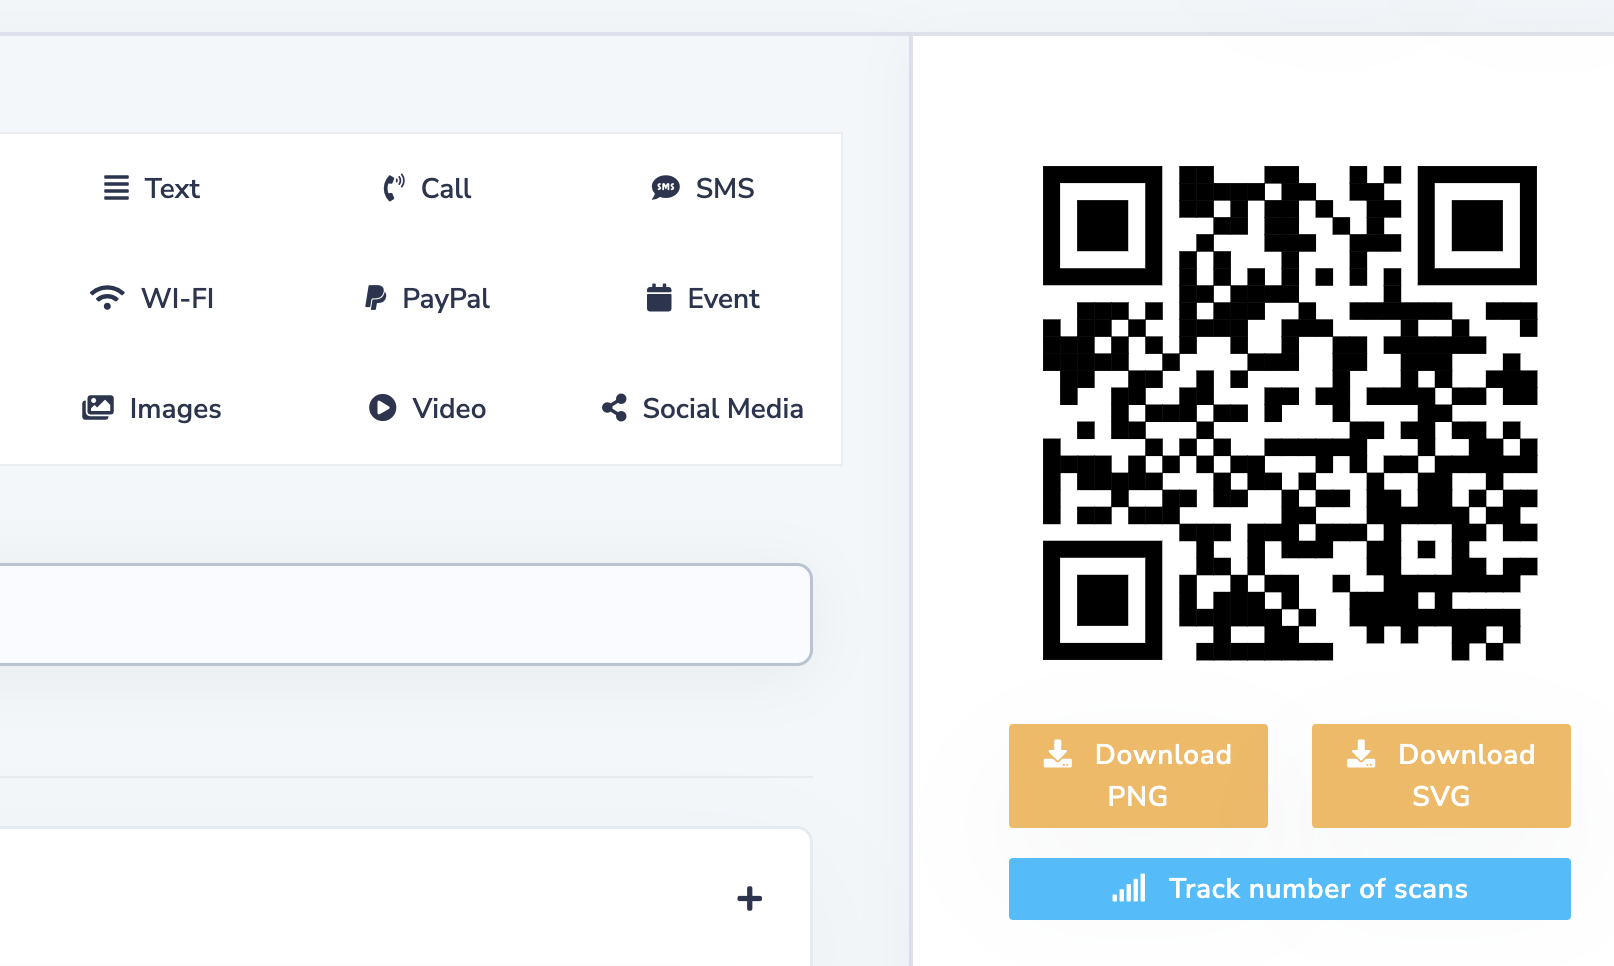 Text
Call
SMS
WI-FI
PayPal
Event
Images
Video
Social Media
Download
PNG
Download
SVG
Track number of scans